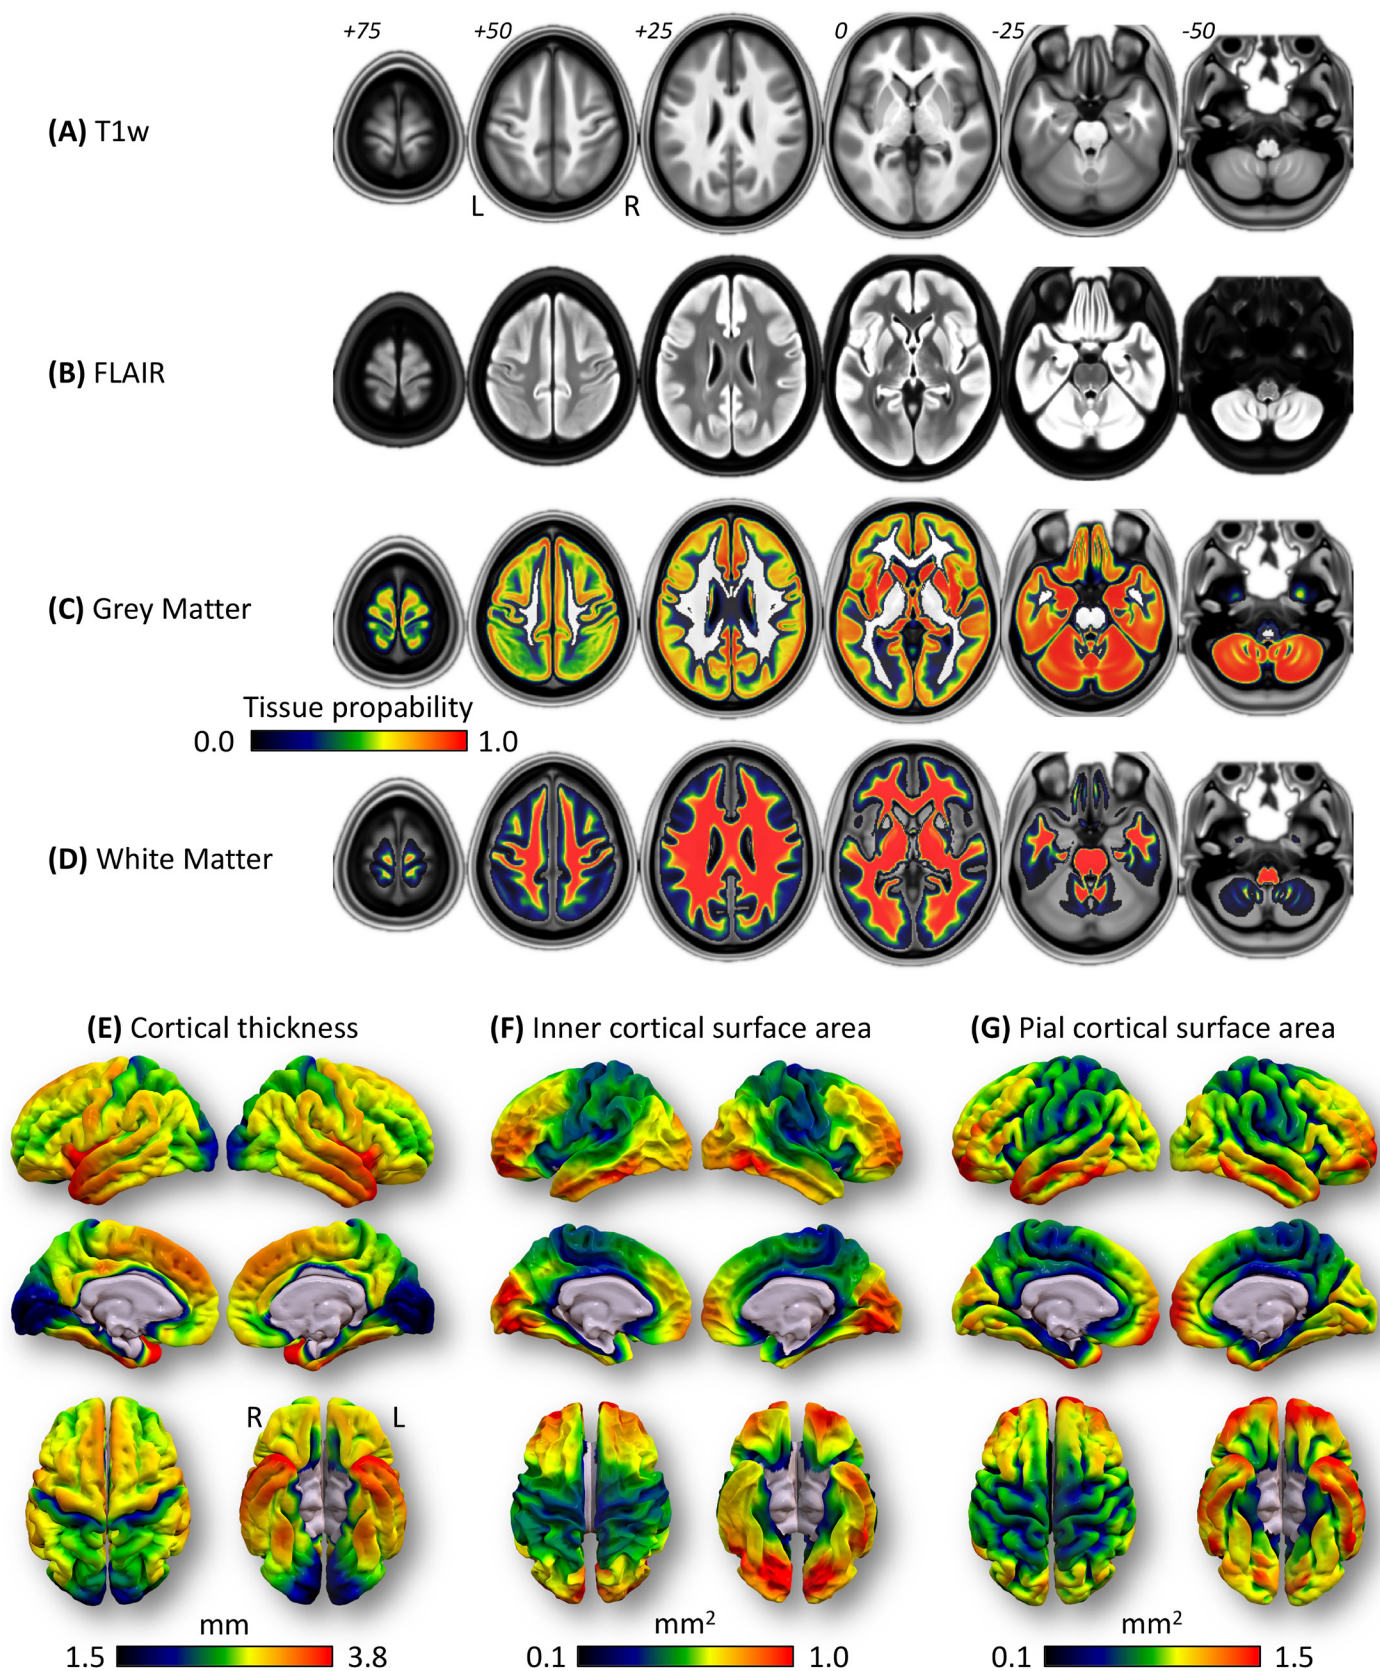 +75 +50 +25 0 -25 -50
(A) T1w
L R
(B) FLAIR
(C) Grey Matter
Tissue propability
0.0 1.0
(D) White Matter
(E) Cortical thickness (F) Inner cortical surface area (G) Pial cortical surface area
R L
mm mm² mm²
1.5 3.8 0.1 1.0 0.1 1.5